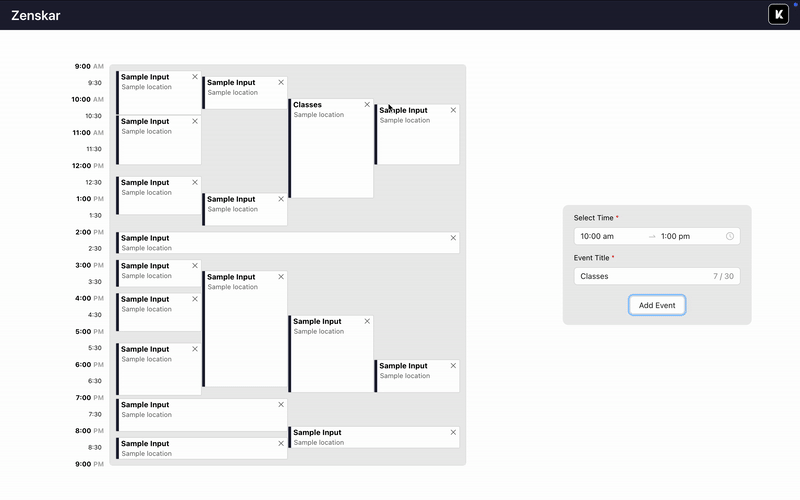 Zenskar
K
9:00 AM
9:30
10:00 AM
10:30
11:00 AM
11:30
12:00 PM
12:30
1:00 PM
1:30
2:00 PM
2:30
3:00 PM
3:30
4:00 PM
4:30
5:00 PM
5:30
6:00 PM
6:30
7:00 PM
7:30
8:00 PM
8:30
9:00 PM
Sample Input
Sample location
Sample Input
Sample location
Classes
Sample location
Sample Input
Sample location
Sample Input
Sample location
Sample Input
Sample location
Sample Input
Sample location
Sample Input
Sample location
Sample Input
Sample location
Sample Input
Sample location
Sample Input
Sample location
Sample Input
Sample location
Sample Input
Sample location
Sample Input
Sample location
Sample Input
Sample location
Sample Input
Sample location
Sample Input
Sample location
Select Time *
10:00 am → 1:00 pm
Event Title *
Classes 7 / 30
Add Event